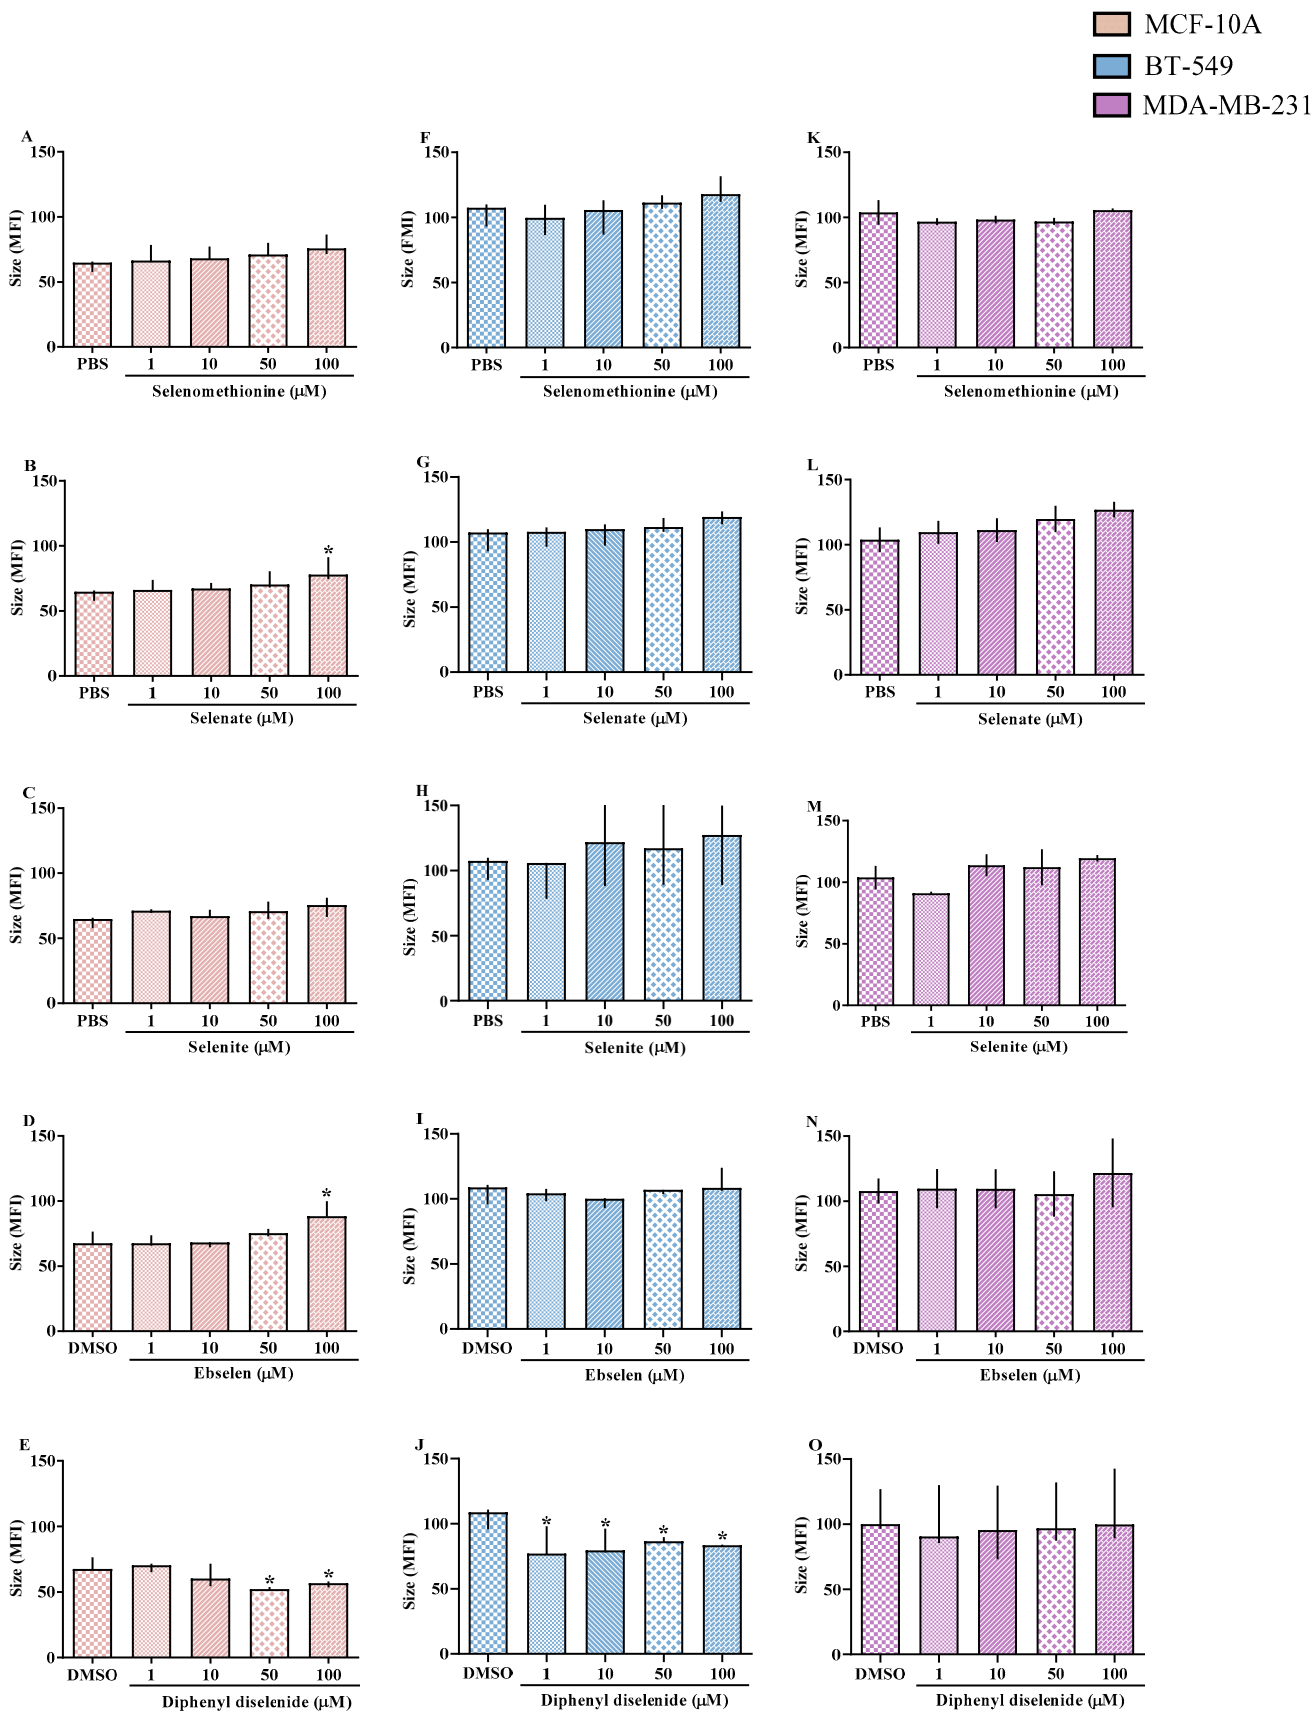 MCF-10A
BT-549
MDA-MB-231
A
150
100
50
0
Size (MFI)
PBS 1 10 50 100
Selenomethionine (µM)
F
150
100
50
0
Size (FMI)
PBS 1 10 50 100
Selenomethionine (µM)
K
150
100
50
0
Size (MFI)
PBS 1 10 50 100
Selenomethionine (µM)
B
150
100
50
0
Size (MFI)
*
PBS 1 10 50 100
Selenate (µM)
G
150
100
50
0
Size (MFI)
PBS 1 10 50 100
Selenate (µM)
L
150
100
50
0
Size (MFI)
PBS 1 10 50 100
Selenate (µM)
C
150
100
50
0
Size (MFI)
PBS 1 10 50 100
Selenite (µM)
H
150
100
50
0
Size (MFI)
PBS 1 10 50 100
Selenite (µM)
M
150
100
50
0
Size (MFI)
PBS 1 10 50 100
Selenite (µM)
D
150
100
50
0
Size (MFI)
*
DMSO 1 10 50 100
Ebselen (µM)
I
150
100
50
0
Size (MFI)
DMSO 1 10 50 100
Ebselen (µM)
N
150
100
50
0
Size (MFI)
DMSO 1 10 50 100
Ebselen (µM)
E
150
100
50
0
Size (MFI)
* *
DMSO 1 10 50 100
Diphenyl diselenide (µM)
J
150
100
50
0
Size (MFI)
* * * *
DMSO 1 10 50 100
Diphenyl diselenide (µM)
O
150
100
50
0
Size (MFI)
DMSO 1 10 50 100
Diphenyl diselenide (µM)